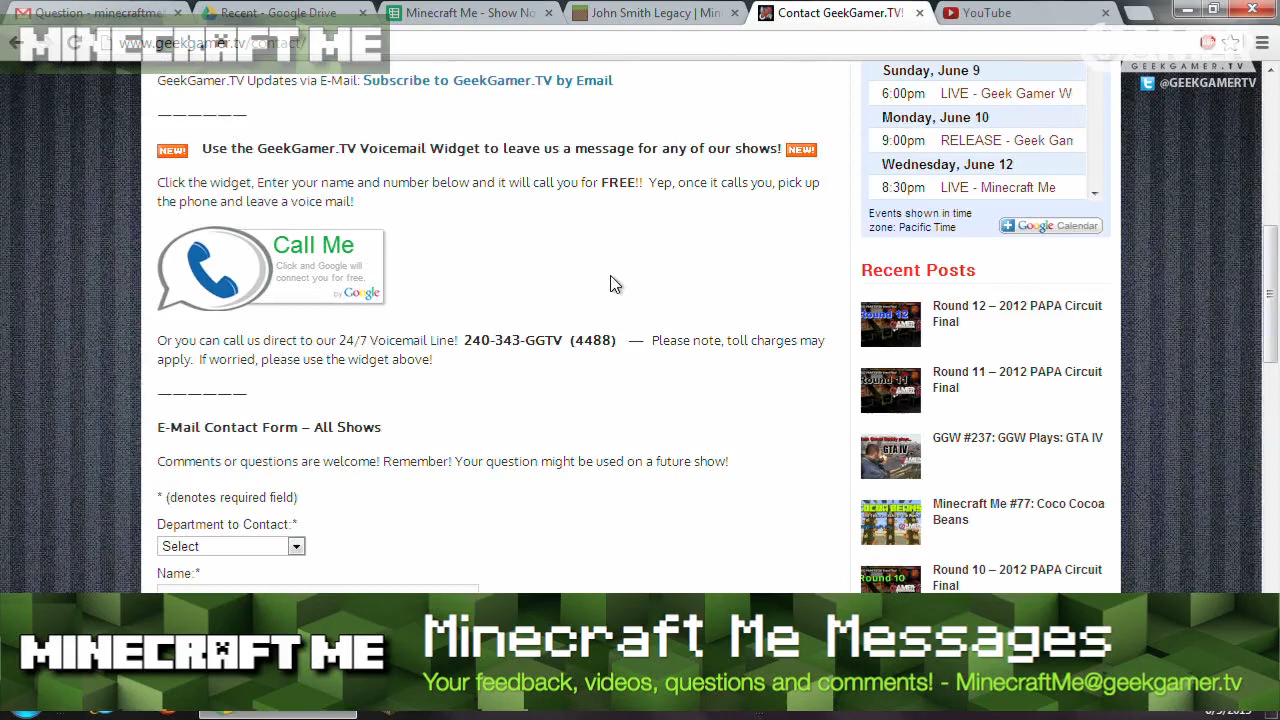 Question - minecraftme
Recent - Google Drive
Minecraft Me - Show No
John Smith Legacy | Min
Contact GeekGamer.TV!
YouTube
MINECRAFT ME
www.geekgamer.tv/contact/
GEEKGAMER.TV
@GEEKGAMERTV
GeekGamer.TV Updates via E-Mail: Subscribe to GeekGamer.TV by Email
——————
NEW! Use the GeekGamer.TV Voicemail Widget to leave us a message for any of our shows! NEW!
Click the widget, Enter your name and number below and it will call you for FREE!! Yep, once it calls you, pick up
the phone and leave a voice mail!
Call Me
Click and Google will
connect you for free.
by Google
Or you can call us direct to our 24/7 Voicemail Line! 240-343-GGTV (4488) — Please note, toll charges may
apply. If worried, please use the widget above!
——————
E-Mail Contact Form – All Shows
Comments or questions are welcome! Remember! Your question might be used on a future show!
* (denotes required field)
Department to Contact:*
Select
Name:*
Sunday, June 9
6:00pm LIVE - Geek Gamer W
Monday, June 10
9:00pm RELEASE - Geek Gam
Wednesday, June 12
8:30pm LIVE - Minecraft Me
Events shown in time
zone: Pacific Time
Google Calendar
Recent Posts
Round 12
Round 12 – 2012 PAPA Circuit
Final
Round 11
Round 11 – 2012 PAPA Circuit
Final
GTA IV
GGW #237: GGW Plays: GTA IV
COCOA BEANS
Minecraft Me #77: Coco Cocoa
Beans
Round 10
Round 10 – 2012 PAPA Circuit
Final
MINECRAFT ME
Minecraft Me Messages
Your feedback, videos, questions and comments! - MinecraftMe@geekgamer.tv